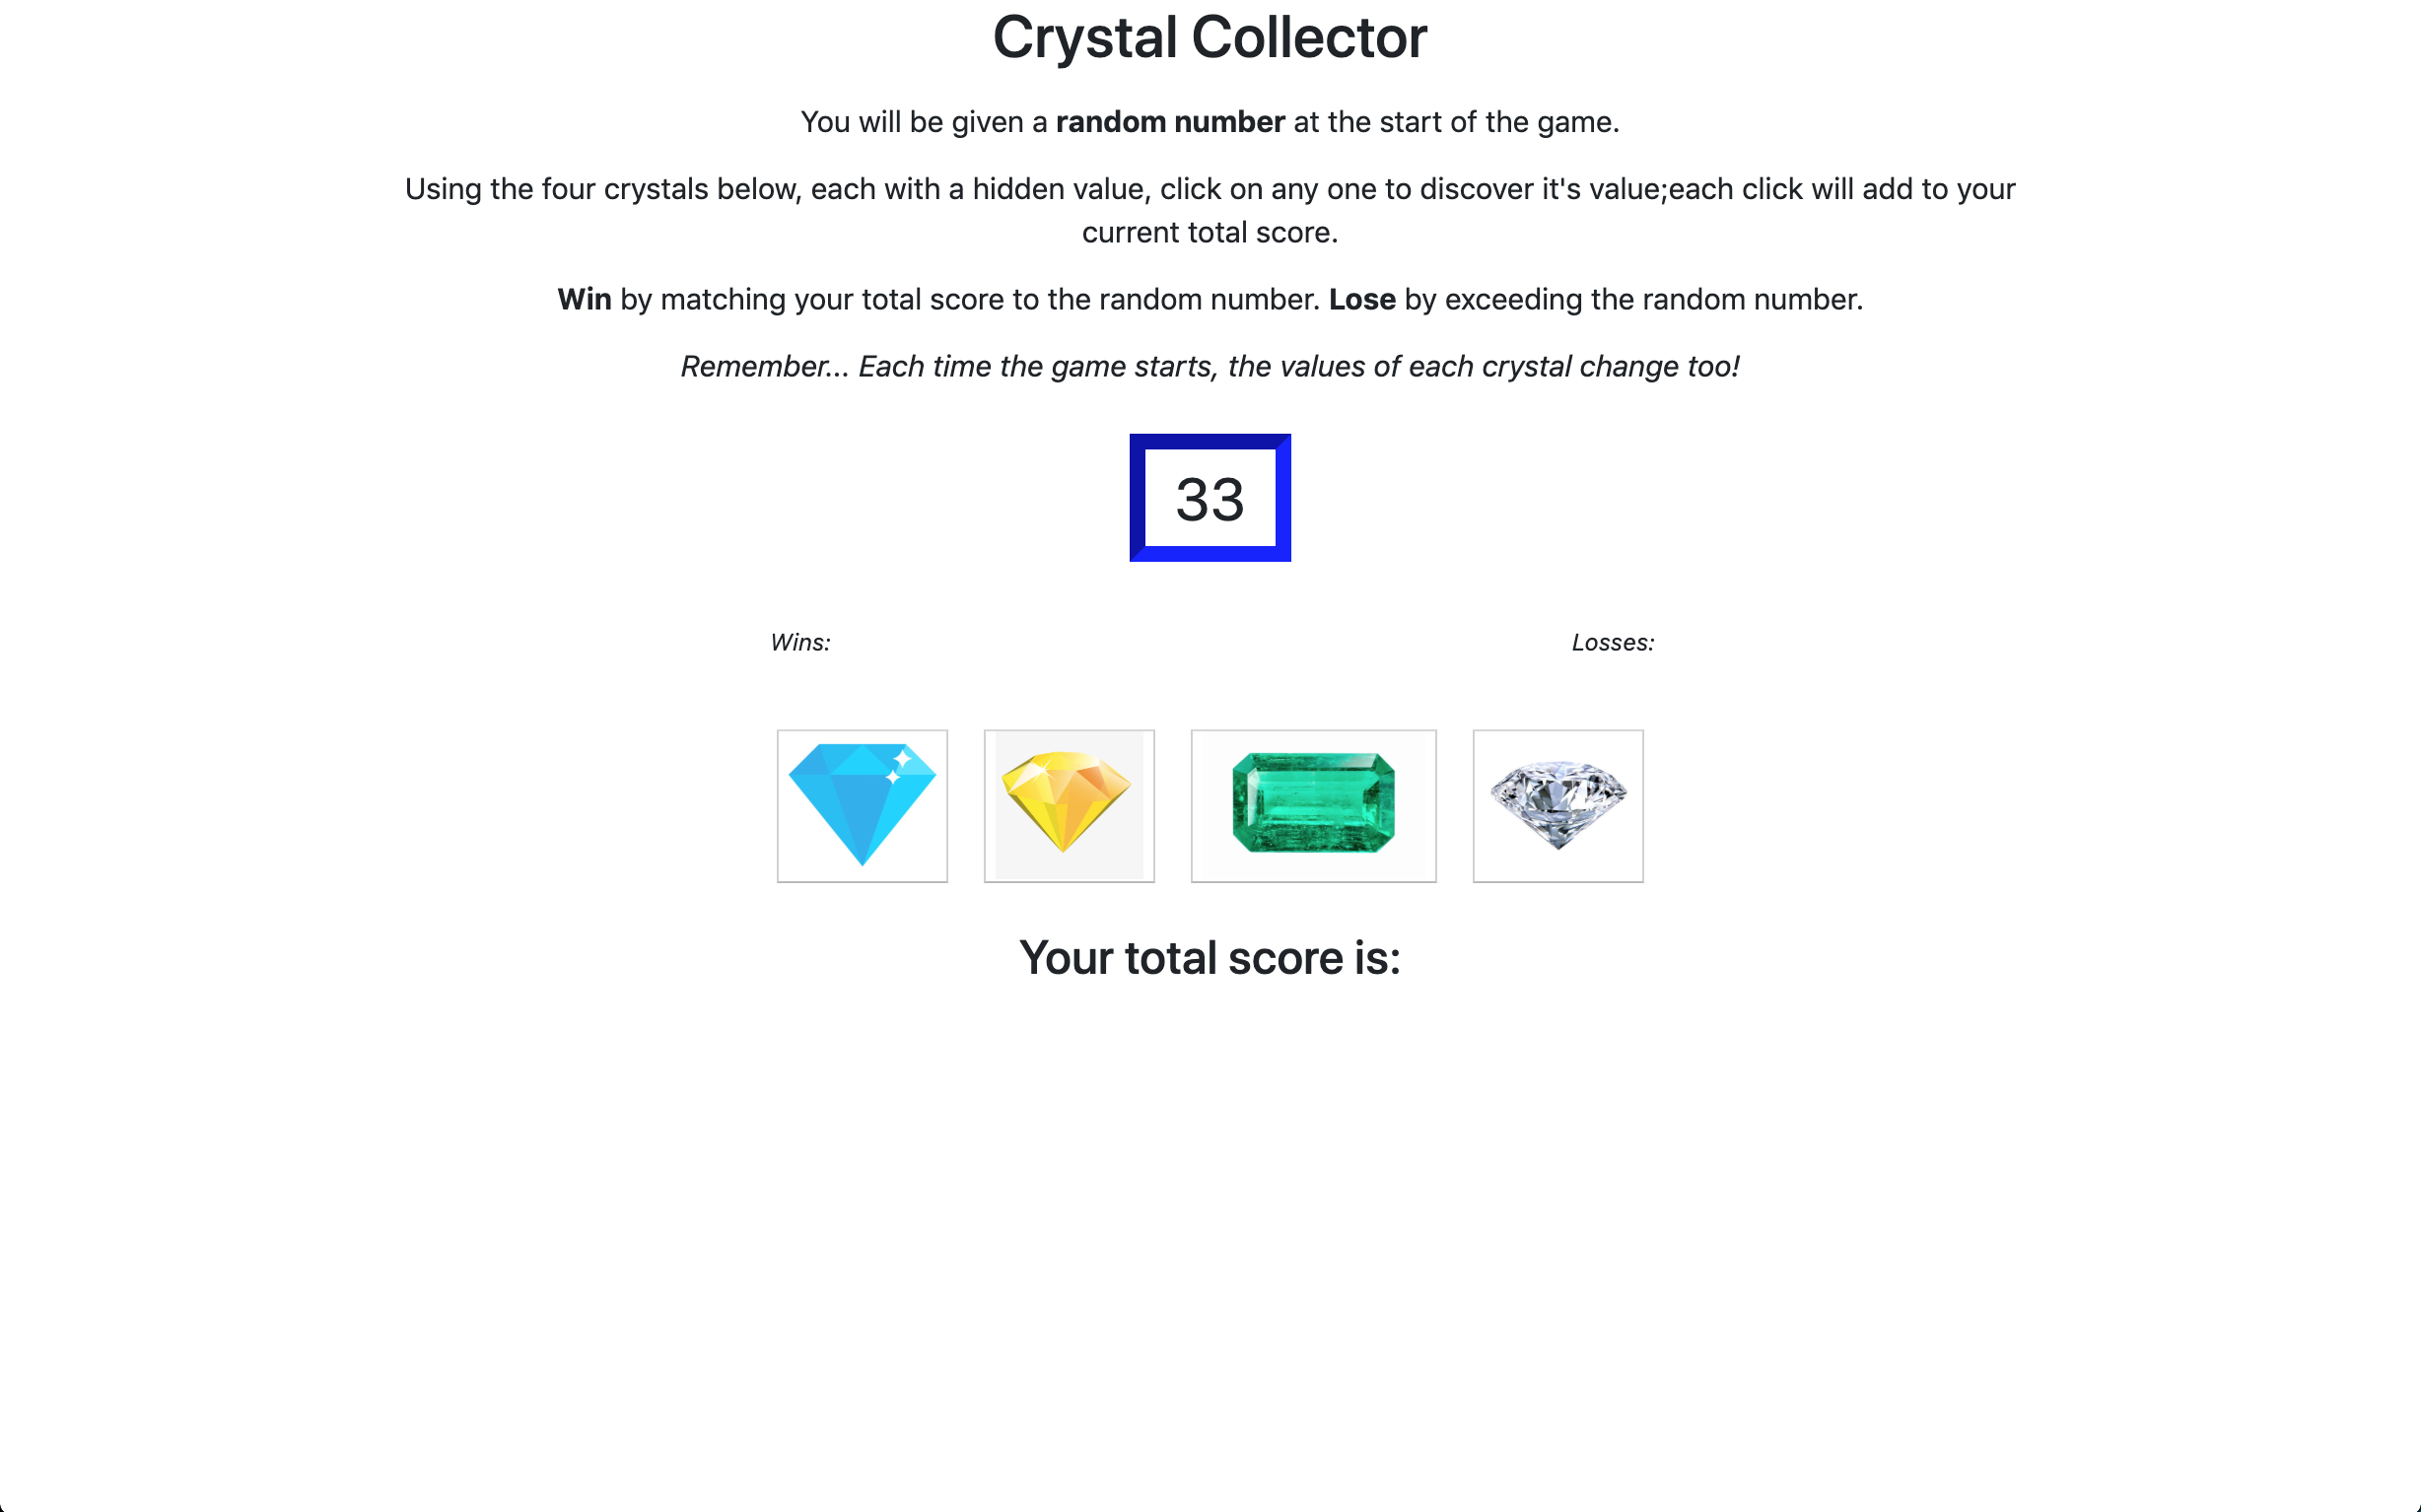 Crystal Collector
You will be given a random number at the start of the game.
Using the four crystals below, each with a hidden value, click on any one to discover it's value;each click will add to your
current total score.
Win by matching your total score to the random number. Lose by exceeding the random number.
Remember... Each time the game starts, the values of each crystal change too!
33
Wins:
Losses:
Your total score is: